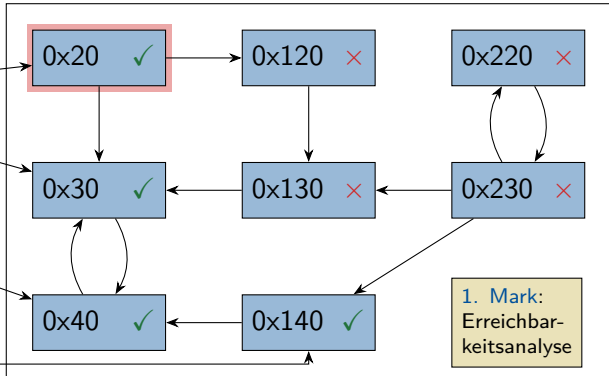 0x20 ✓
0x120 ×
0x220 ×
0x30 ✓
0x130 ×
0x230 ×
0x40 ✓
0x140 ✓
1. Mark:
Erreichbar-
keitsanalyse